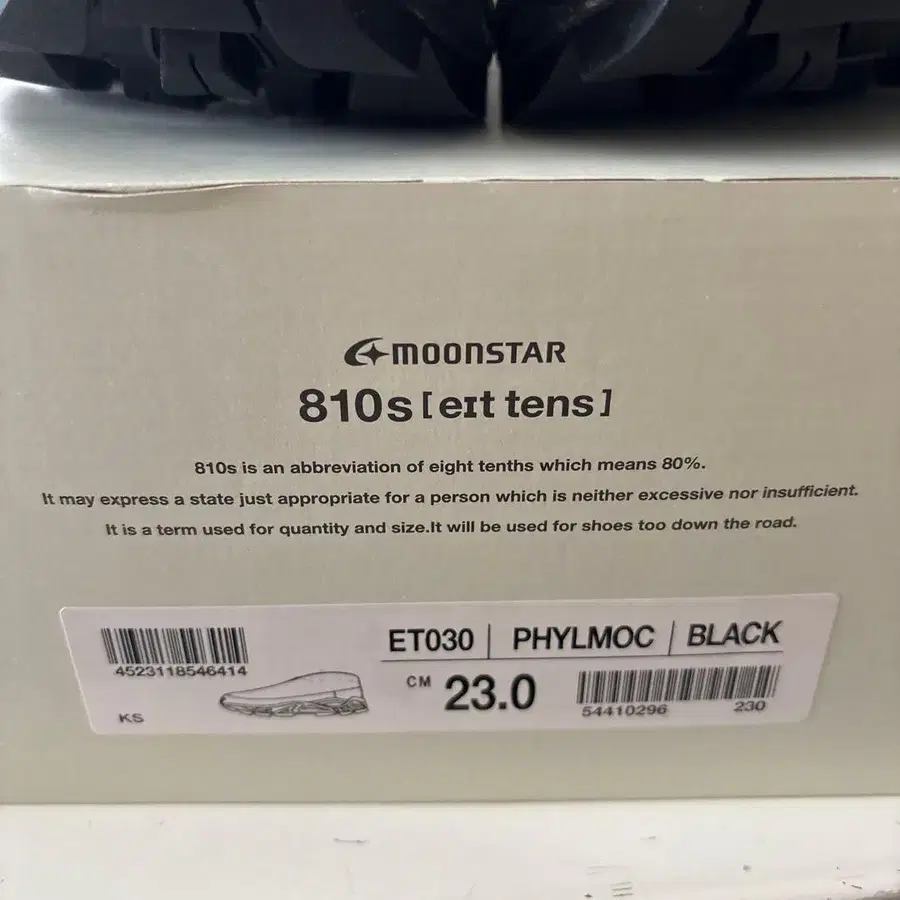 MOONSTAR
810s [eɪt tens]
810s is an abbreviation of eight tenths which means 80%.
It may express a state just appropriate for a person which is neither excessive nor insufficient.
It is a term used for quantity and size.It will be used for shoes too down the road.
ET030 | PHYLMOC | BLACK
4523118546414
CM 23.0
54410296 230
KS